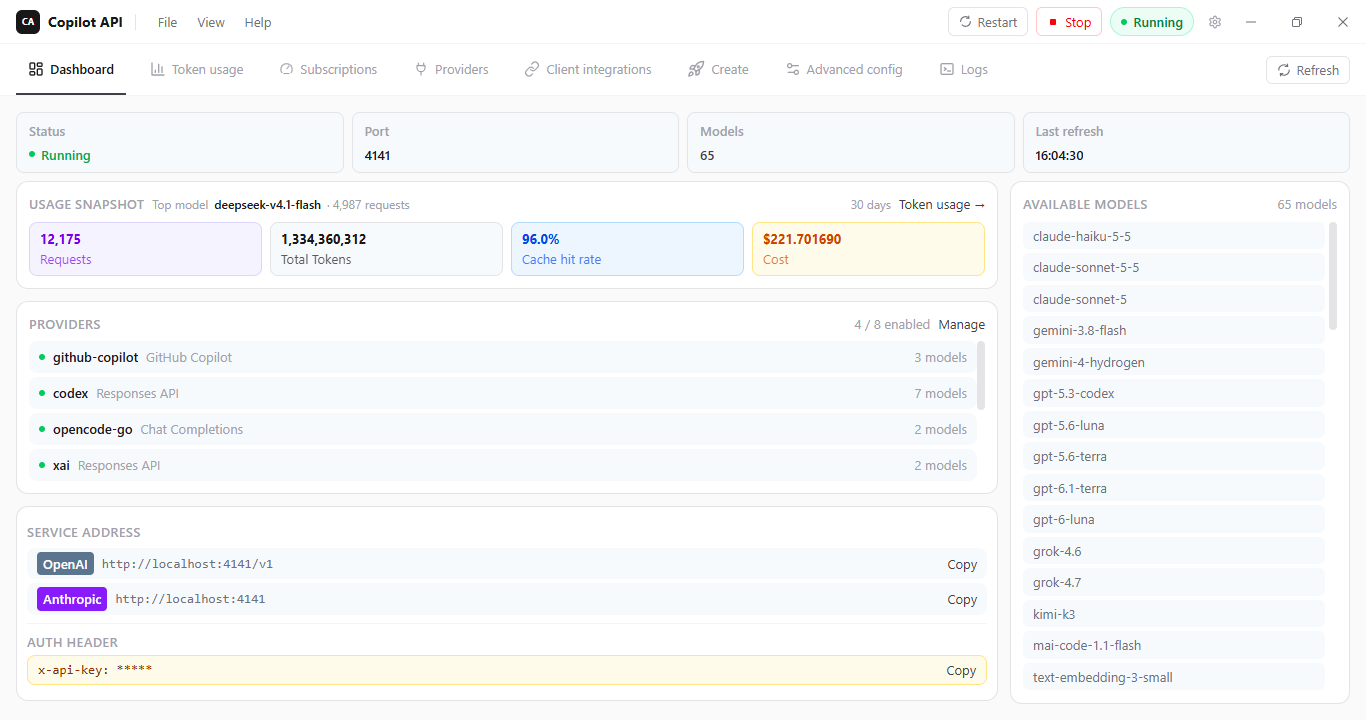 CA Copilot API File View Help Restart Stop Running
Dashboard Token usage Subscriptions Providers Client integrations Create Advanced config Logs Refresh
Status
Running
Port
4141
Models
65
Last refresh
16:04:30
USAGE SNAPSHOT Top model deepseek-v4.1-flash · 4,987 requests 30 days Token usage →
12,175
Requests
1,334,360,312
Total Tokens
96.0%
Cache hit rate
$221.701690
Cost
PROVIDERS 4 / 8 enabled Manage
github-copilot GitHub Copilot 3 models
codex Responses API 7 models
opencode-go Chat Completions 2 models
xai Responses API 2 models
SERVICE ADDRESS
OpenAI http://localhost:4141/v1 Copy
Anthropic http://localhost:4141 Copy
AUTH HEADER
x-api-key: ***** Copy
AVAILABLE MODELS 65 models
claude-haiku-5-5
claude-sonnet-5-5
claude-sonnet-5
gemini-3.8-flash
gemini-4-hydrogen
gpt-5.3-codex
gpt-5.6-luna
gpt-5.6-terra
gpt-6.1-terra
gpt-6-luna
grok-4.6
grok-4.7
kimi-k3
mai-code-1.1-flash
text-embedding-3-small